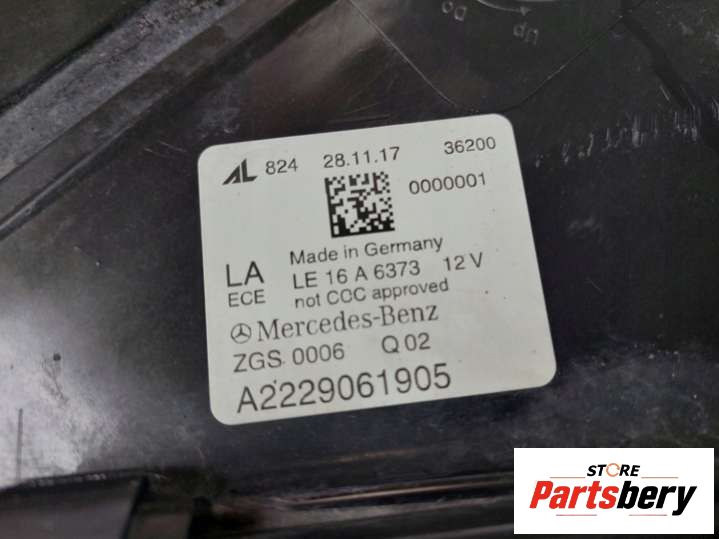 AL 824 28.11.17 36200
0000001
Made in Germany
LA LE 16 A 6373 12 V
ECE not CCC approved
Mercedes-Benz
ZGS 0006 Q 02
A2229061905
STORE
Partsbery